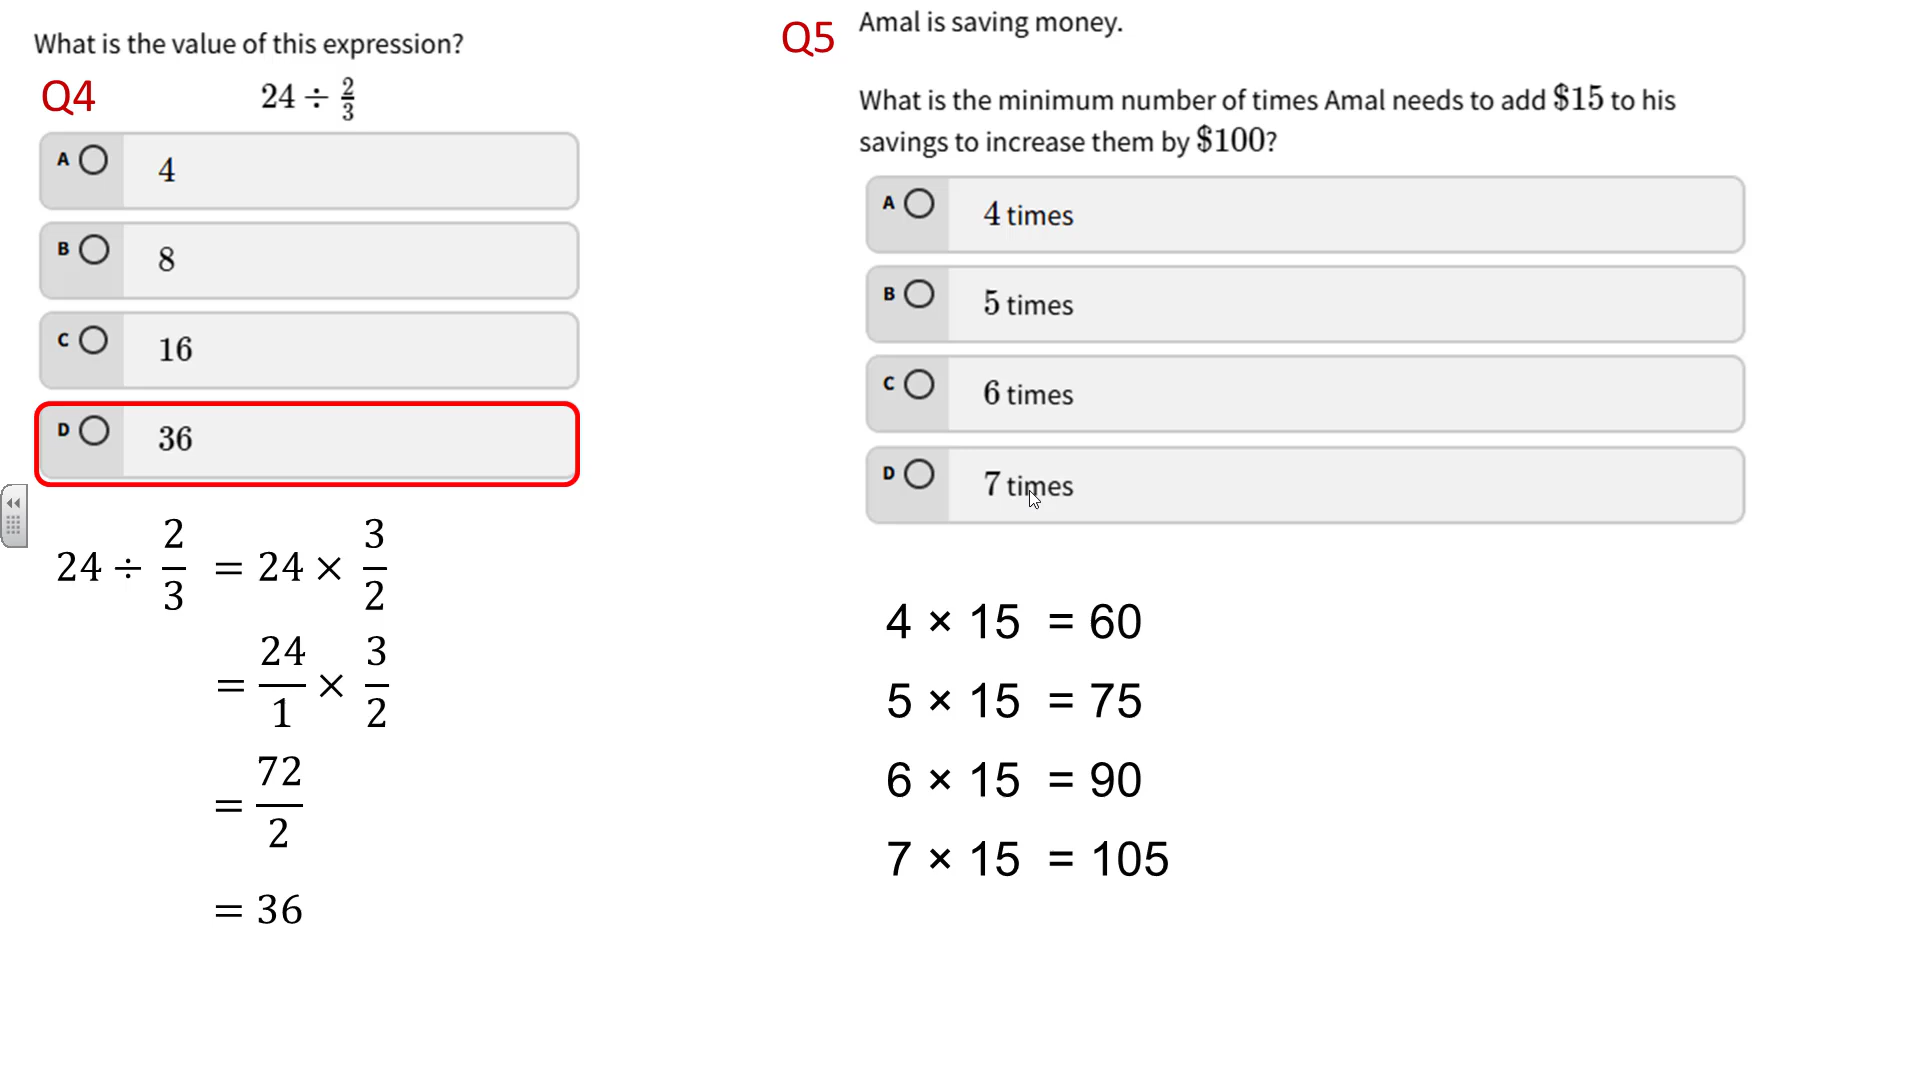 What is the value of this expression?
Q4
24 ÷ 2/3
A 4
B 8
C 16
D 36
24 ÷ 2/3 = 24 × 3/2
= 24/1 × 3/2
= 72/2
= 36
Q5
Amal is saving money.
What is the minimum number of times Amal needs to add $15 to his
savings to increase them by $100?
A 4 times
B 5 times
C 6 times
D 7 times
4 × 15 = 60
5 × 15 = 75
6 × 15 = 90
7 × 15 = 105